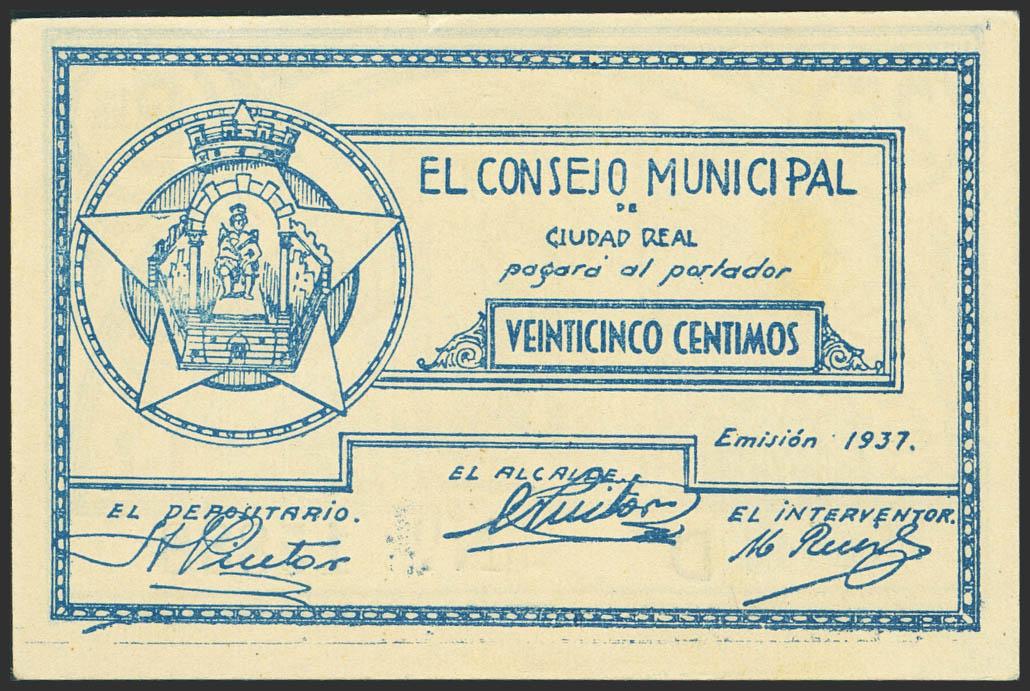 EL CONSEJO MUNICIPAL
DE
CIUDAD REAL
pagará al portador
VEINTICINCO CENTIMOS
Emisión 1937.
EL ALCALDE.
EL DEPOSITARIO.
EL INTERVENTOR.